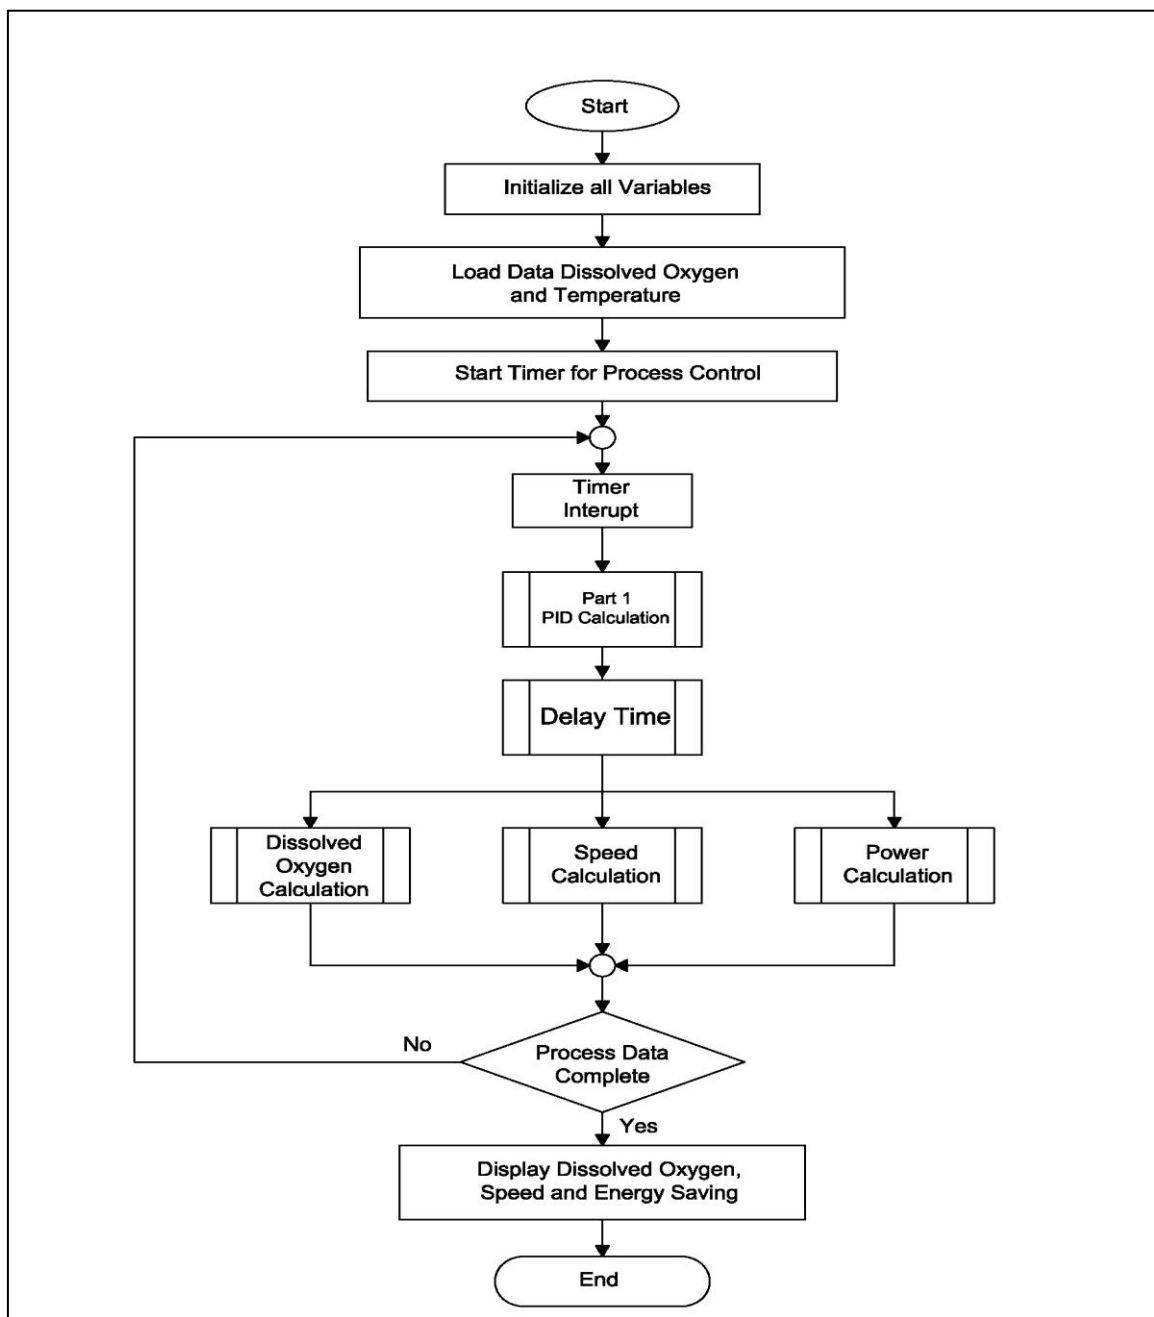 Start
Initialize all Variables
Load Data Dissolved Oxygen
and Temperature
Start Timer for Process Control
Timer
Interupt
Part 1
PID Calculation
Delay Time
Dissolved
Oxygen
Calculation
Speed
Calculation
Power
Calculation
No
Process Data
Complete
Yes
Display Dissolved Oxygen,
Speed and Energy Saving
End